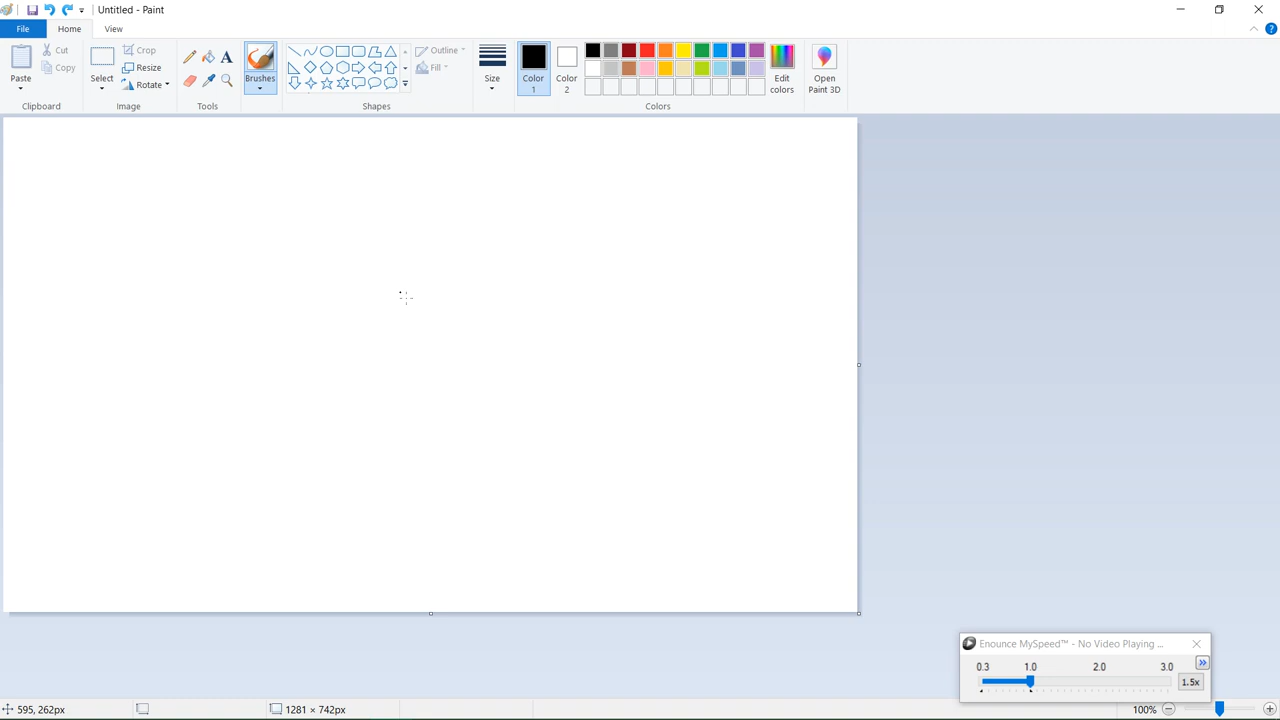 Untitled - Paint
File Home View
Paste
Cut
Copy
Clipboard
Select
Crop
Resize
Rotate
Image
A
Tools
Brushes
Outline
Fill
Shapes
Size
Color 1
Color 2
Colors
Edit colors
Open Paint 3D
Enounce MySpeed™ - No Video Playing ...
0.3 1.0 2.0 3.0
1.5x
595, 262px
1281 × 742px
100%